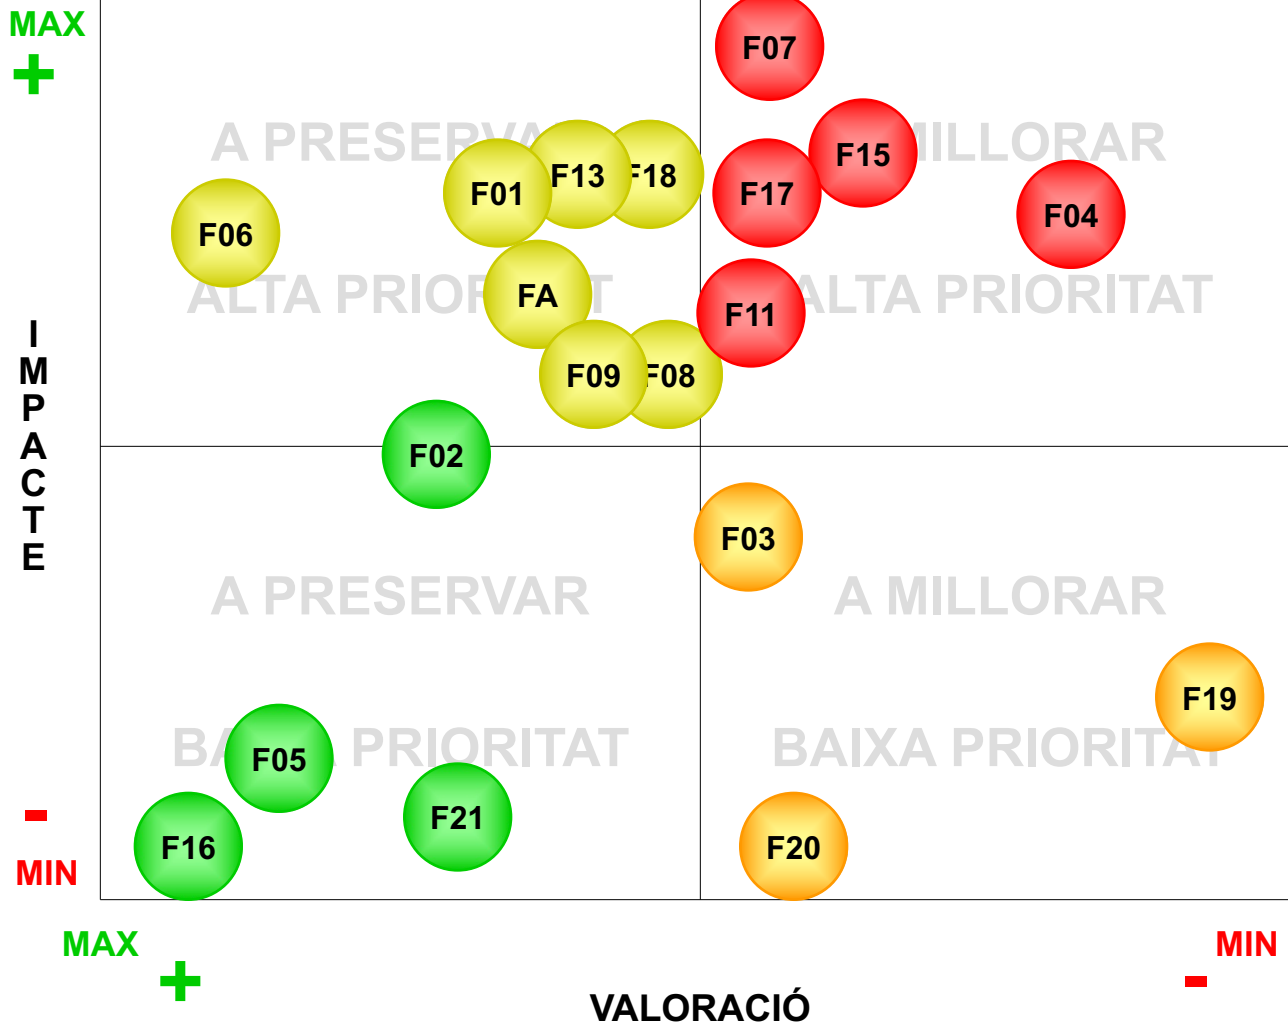 MAX
+
F07
A PRESERVAR
A MILLORAR
F15
F13
F18
F01
F17
F04
F06
ALTA PRIORITAT
ALTA PRIORITAT
FA
F11
IMPACTE
F09
F08
F02
F03
A PRESERVAR
A MILLORAR
F19
BAIXA PRIORITAT
BAIXA PRIORITAT
F05
F21
-
F16
F20
MIN
MAX
MIN
+
-
VALORACIÓ